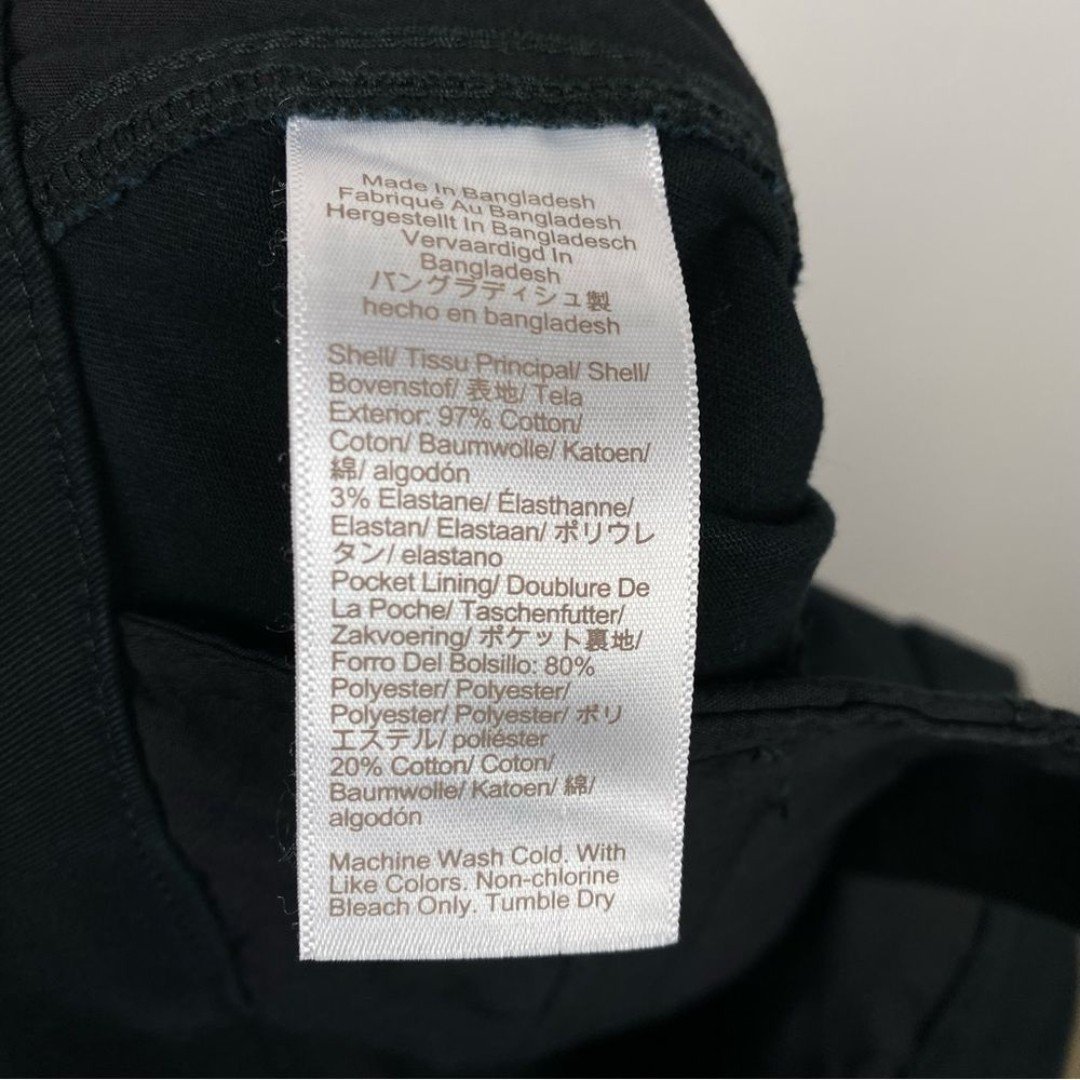 Made In Bangladesh
Fabriqué Au Bangladesh
Hergestellt In Bangladesch
Vervaardigd In
Bangladesh
バングラディシュ製
hecho en bangladesh
Shell/ Tissu Principal/ Shell/
Bovenstof/ 表地/ Tela
Exterior: 97% Cotton/
Coton/ Baumwolle/ Katoen/
綿/ algodón
3% Elastane/ Élasthanne/
Elastan/ Elastaan/ ポリウレ
タン/ elastano
Pocket Lining/ Doublure De
La Poche/ Taschenfutter/
Zakvoering/ ポケット裏地/
Forro Del Bolsillo: 80%
Polyester/ Polyester/
Polyester/ Polyester/ ポリ
エステル/ poliéster
20% Cotton/ Coton/
Baumwolle/ Katoen/ 綿/
algodón
Machine Wash Cold. With
Like Colors. Non-chlorine
Bleach Only. Tumble Dry